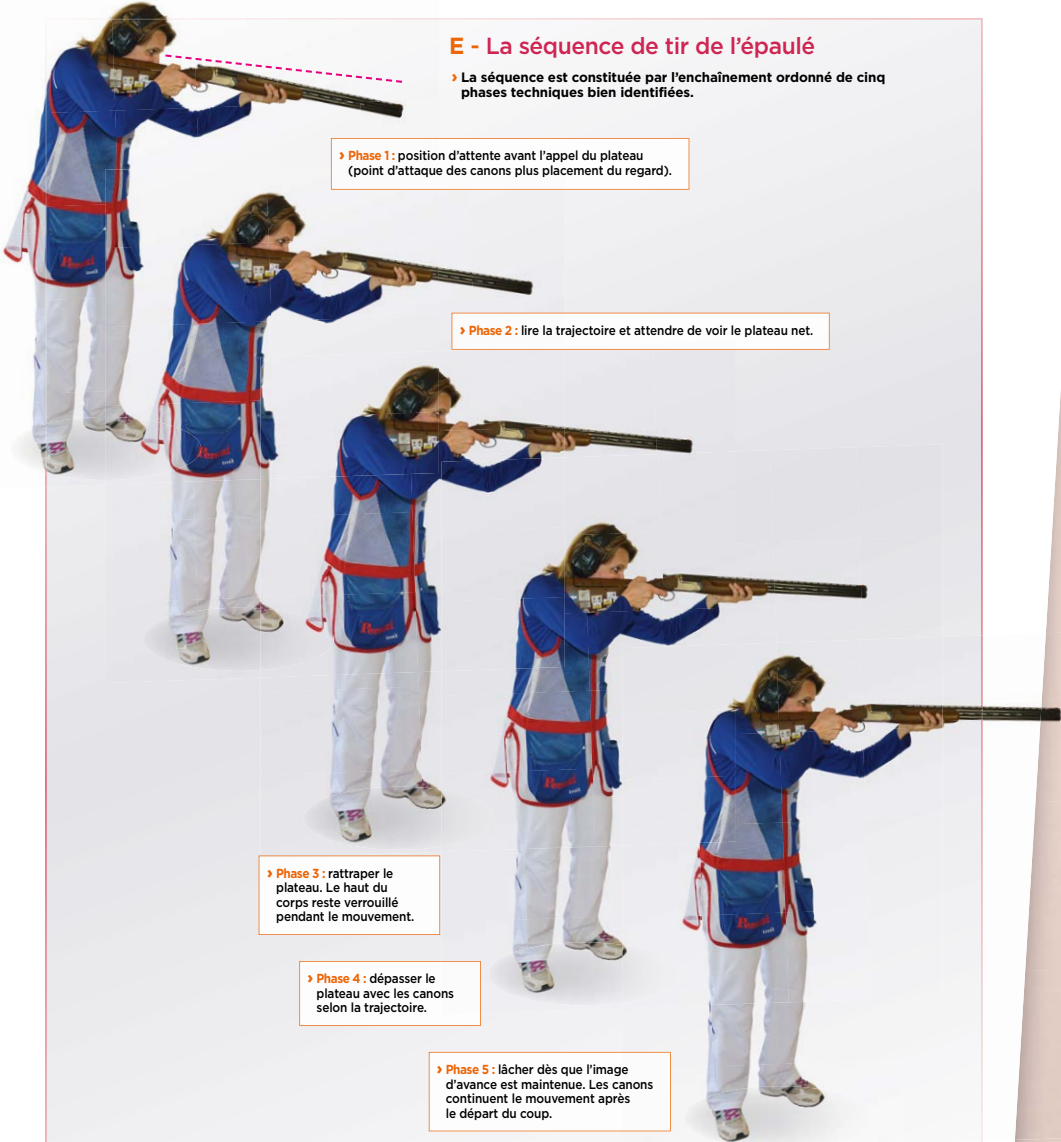 E - La séquence de tir de l'épaulé
› La séquence est constituée par l'enchaînement ordonné de cinq
phases techniques bien identifiées.
› Phase 1 : position d'attente avant l'appel du plateau
(point d'attaque des canons plus placement du regard).
› Phase 2 : lire la trajectoire et attendre de voir le plateau net.
› Phase 3 : rattraper le
plateau. Le haut du
corps reste verrouillé
pendant le mouvement.
› Phase 4 : dépasser le
plateau avec les canons
selon la trajectoire.
› Phase 5 : lâcher dès que l'image
d'avance est maintenue. Les canons
continuent le mouvement après
le départ du coup.